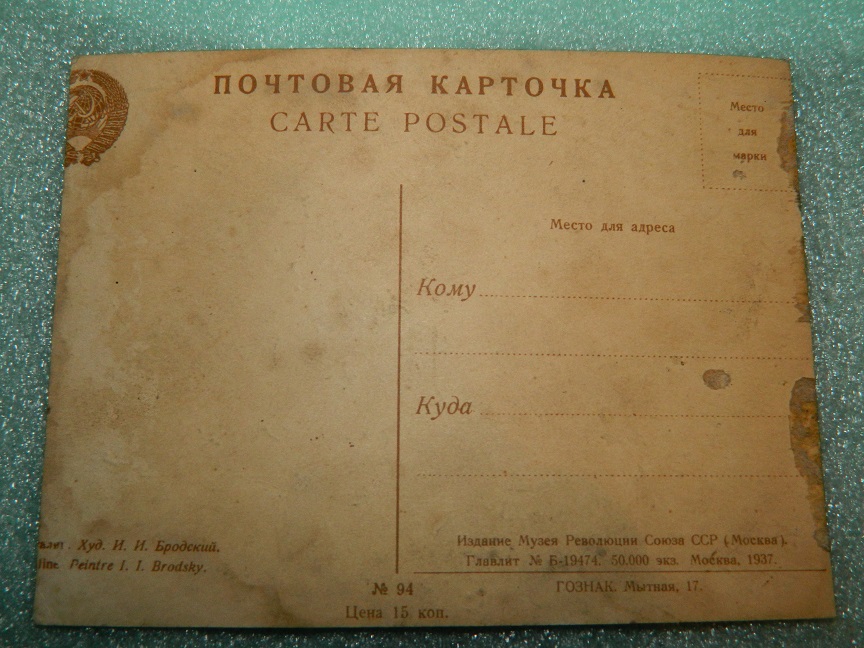 ПОЧТОВАЯ КАРТОЧКА
CARTE POSTALE
Место
для
марки
Место для адреса
Кому
Куда
Худ. И. И. Бродский.
Peintre I. I. Brodsky.
Издание Музея Революции Союза ССР (Москва).
Главлит № Б-19474. 50.000 экз. Москва, 1937.
№ 94
Цена 15 коп.
ГОЗНАК. Мытная, 17.